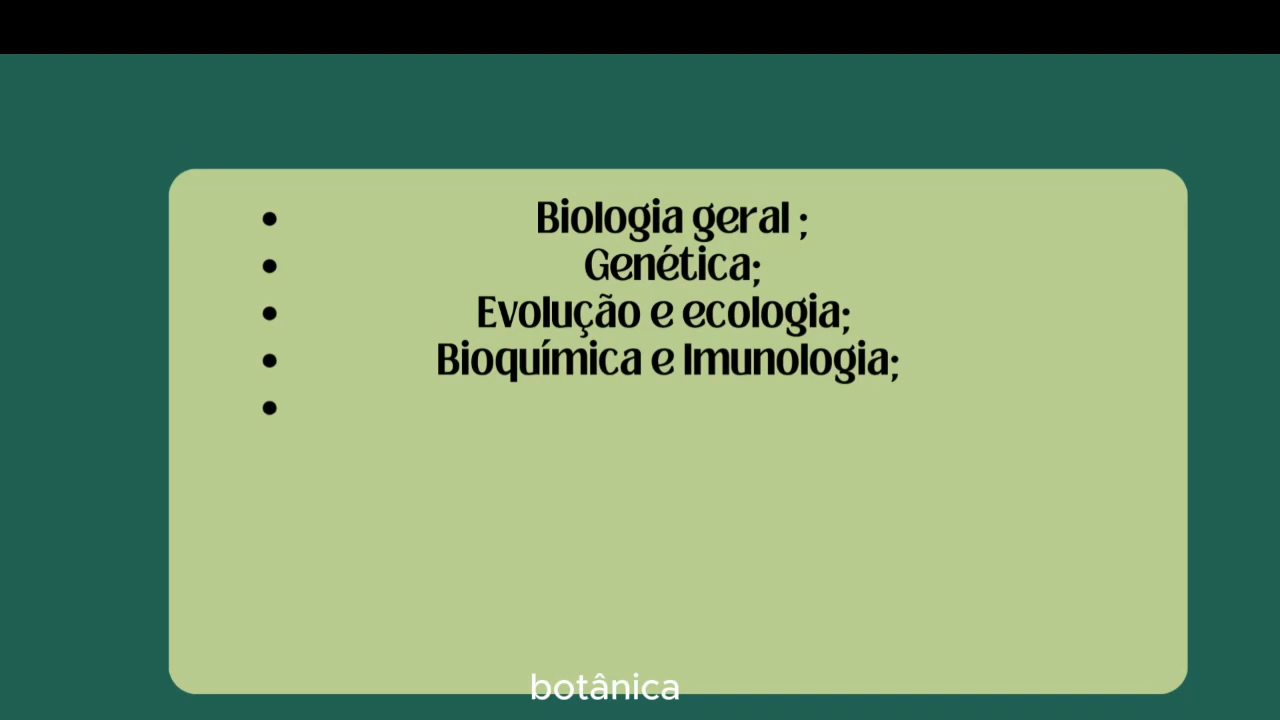 • Biologia geral ;
• Genética;
• Evolução e ecologia;
• Bioquímica e Imunologia;
•
botânica